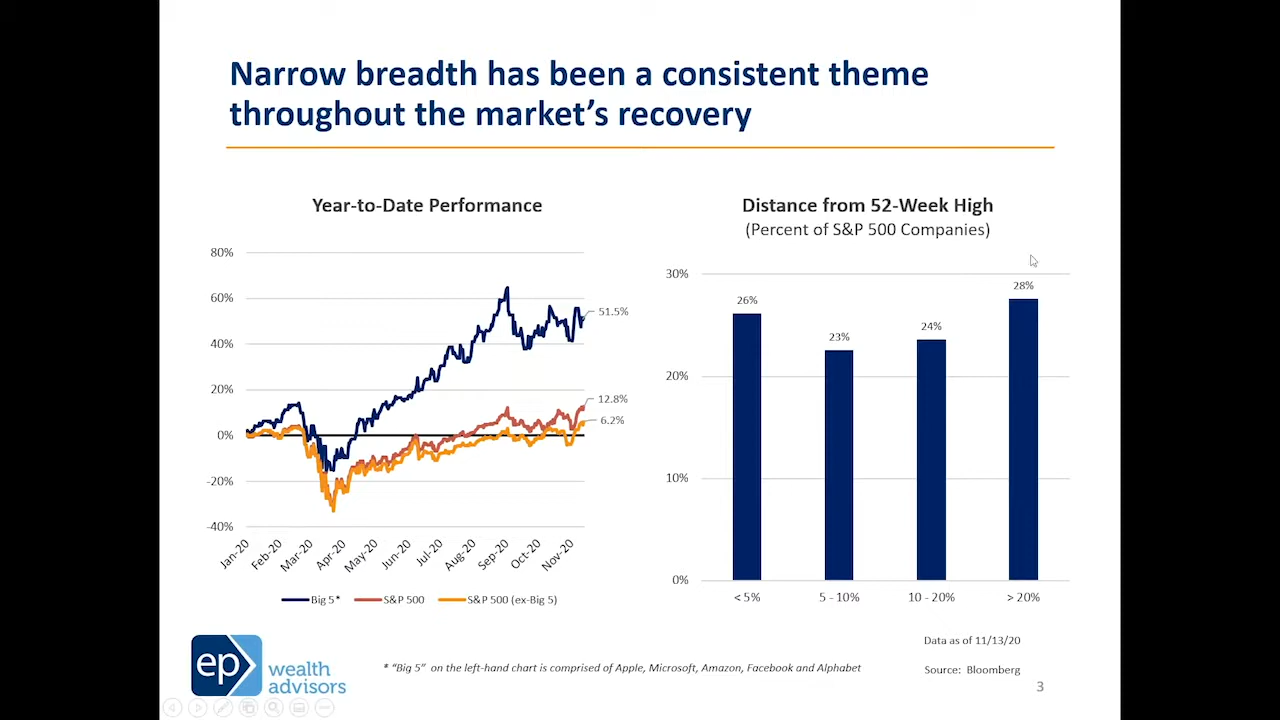 Narrow breadth has been a consistent theme
throughout the market's recovery
Year-to-Date Performance
80%
60%
40%
20%
0%
-20%
-40%
51.5%
12.8%
6.2%
Jan-20
Feb-20
Mar-20
Apr-20
May-20
Jun-20
Jul-20
Aug-20
Sep-20
Oct-20
Nov-20
Big 5*
S&P 500
S&P 500 (ex-Big 5)
Distance from 52-Week High
(Percent of S&P 500 Companies)
30%
20%
10%
0%
26%
23%
24%
28%
< 5%
5 - 10%
10 - 20%
> 20%
Data as of 11/13/20
Source: Bloomberg
ep
wealth
advisors
* "Big 5" on the left-hand chart is comprised of Apple, Microsoft, Amazon, Facebook and Alphabet
3